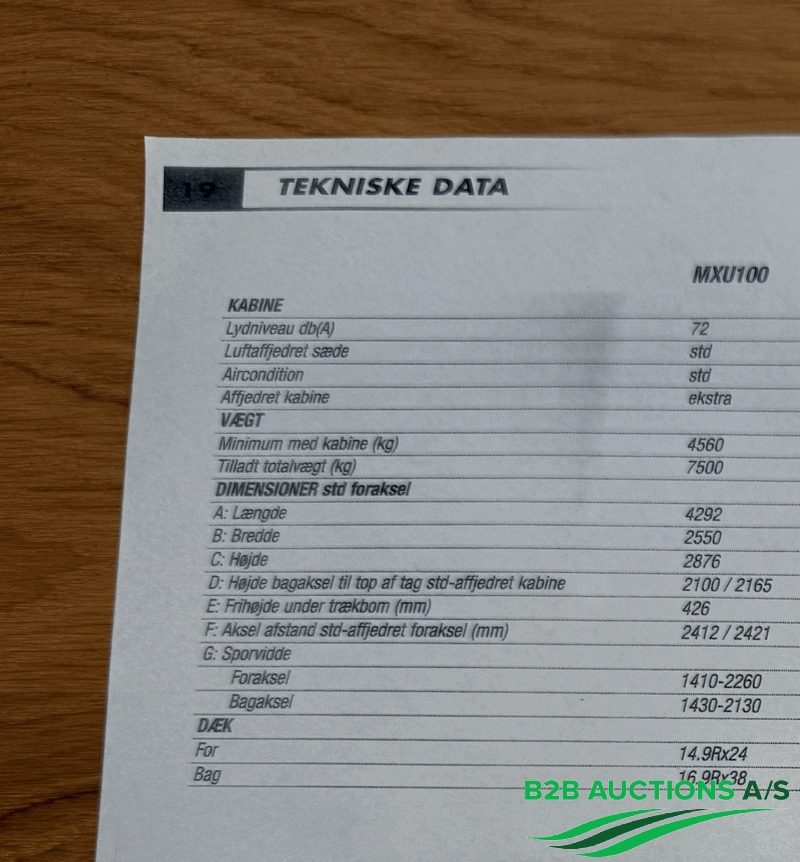 19 TEKNISKE DATA
MXU100
KABINE
Lydniveau db(A) 72
Luftaffjedret sæde std
Aircondition std
Affjedret kabine ekstra
VÆGT
Minimum med kabine (kg) 4560
Tilladt totalvægt (kg) 7500
DIMENSIONER std foraksel
A: Længde 4292
B: Bredde 2550
C: Højde 2876
D: Højde bagaksel til top af tag std-affjedret kabine 2100 / 2165
E: Frihøjde under trækbom (mm) 426
F: Aksel afstand std-affjedret foraksel (mm) 2412 / 2421
G: Sporvidde
Foraksel 1410-2260
Bagaksel 1430-2130
DÆK
For 14.9Rx24
Bag 16.9Rx38
B2B AUCTIONS A/S